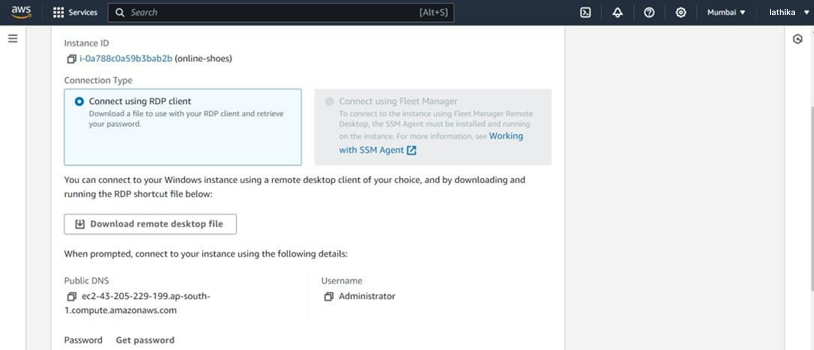 aws Services Search [Alt+S] Mumbai lathika
Instance ID
i-0a788c0a59b3bab2b (online-shoes)
Connection Type
Connect using RDP client
Download a file to use with your RDP client and retrieve
your password.
Connect using Fleet Manager
To connect to the instance using Fleet Manager Remote
Desktop, the SSM Agent must be installed and running
on the instance. For more information, see Working
with SSM Agent
You can connect to your Windows instance using a remote desktop client of your choice, and by downloading and
running the RDP shortcut file below:
Download remote desktop file
When prompted, connect to your instance using the following details:
Public DNS
ec2-43-205-229-199.ap-south-
1.compute.amazonaws.com
Username
Administrator
Password Get password